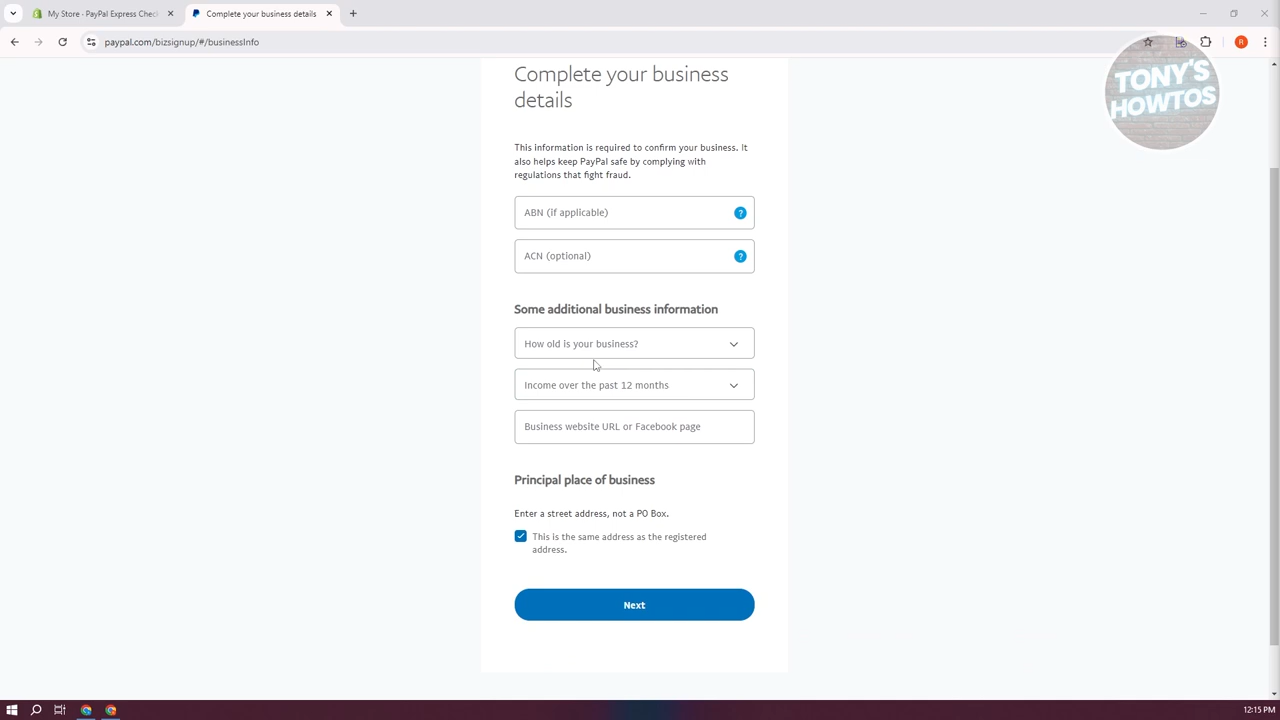 My Store - PayPal Express Chec
Complete your business details
paypal.com/bizsignup/#/businessInfo
R
TONY'S
HOWTOS
Complete your business
details
This information is required to confirm your business. It
also helps keep PayPal safe by complying with
regulations that fight fraud.
ABN (if applicable)
?
ACN (optional)
?
Some additional business information
How old is your business?
Income over the past 12 months
Business website URL or Facebook page
Principal place of business
Enter a street address, not a PO Box.
This is the same address as the registered
address.
Next
12:15 PM